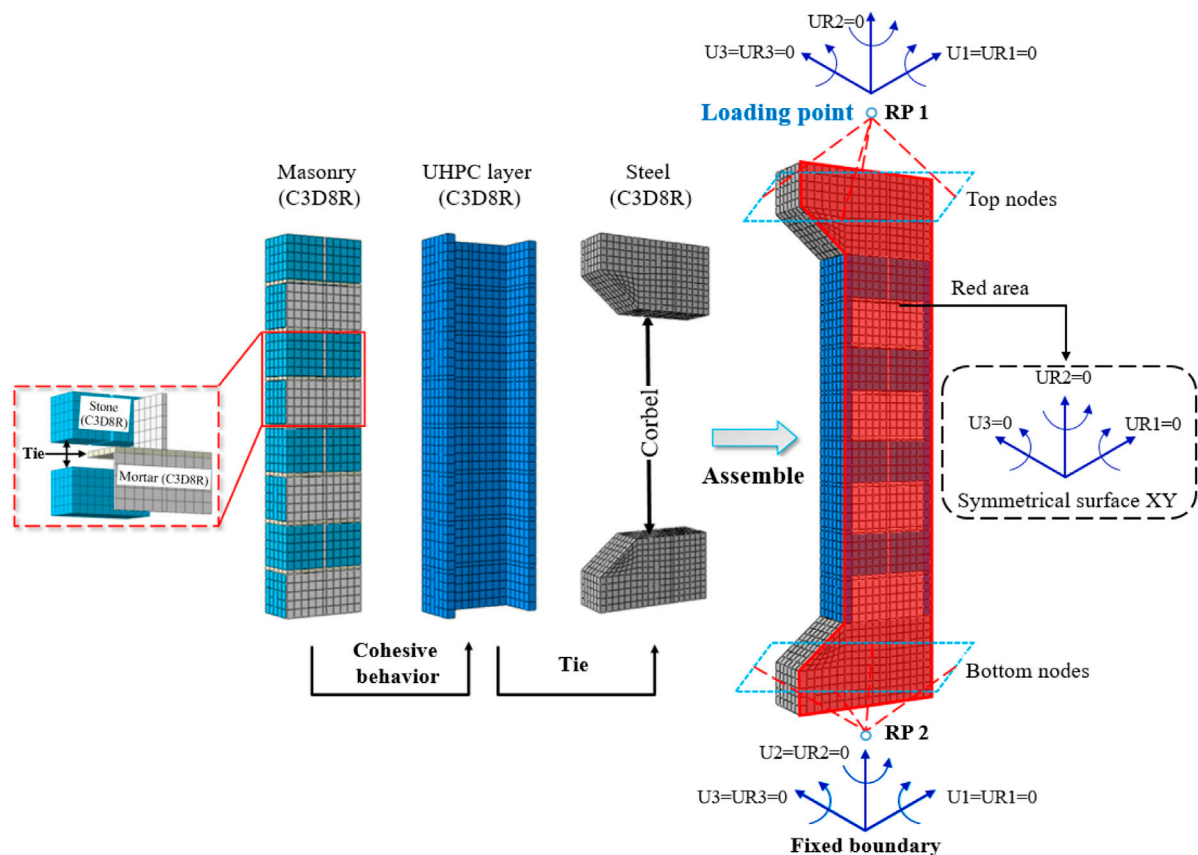 UR2=0
U3=UR3=0
U1=UR1=0
Loading point
RP 1
Masonry
(C3D8R)
UHPC layer
(C3D8R)
Steel
(C3D8R)
Top nodes
Red area
Stone
(C3D8R)
Tie
Mortar (C3D8R)
Corbel
Assemble
UR2=0
U3=0
UR1=0
Symmetrical surface XY
Cohesive
behavior
Tie
Bottom nodes
RP 2
U2=UR2=0
U3=UR3=0
U1=UR1=0
Fixed boundary